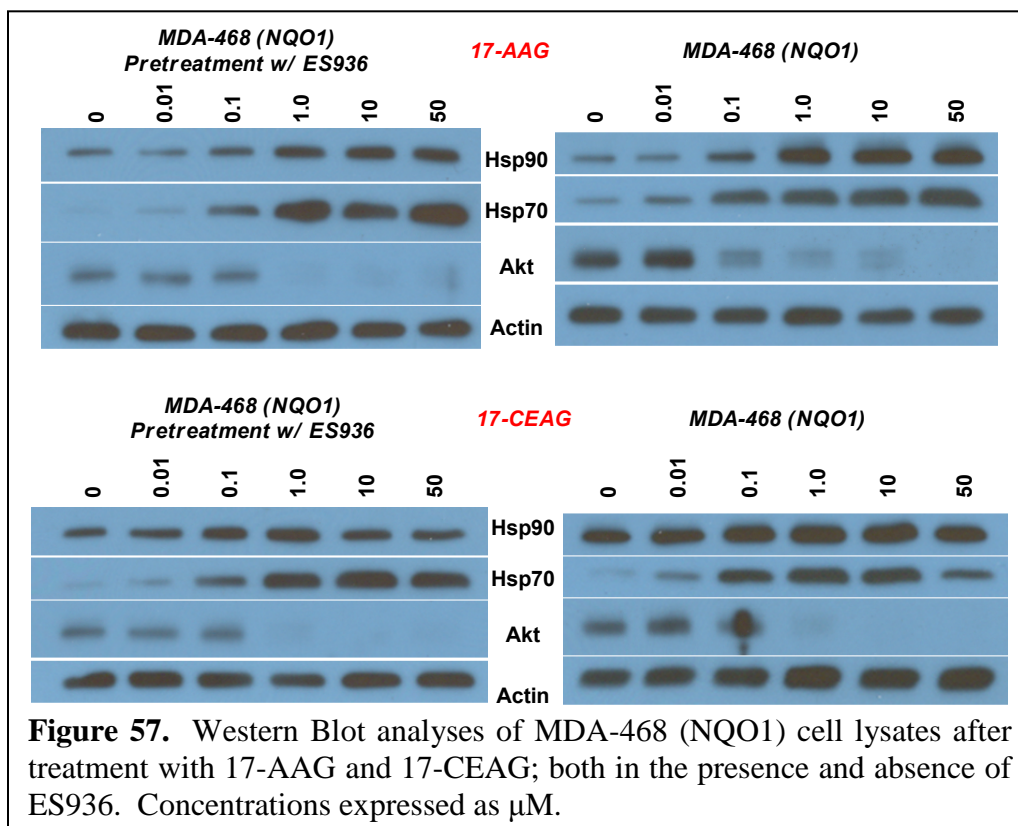 MDA-468 (NQO1)
Pretreatment w/ ES936
17-AAG
MDA-468 (NQO1)
0 0.01 0.1 1.0 10 50
0 0.01 0.1 1.0 10 50
Hsp90
Hsp70
Akt
Actin
MDA-468 (NQO1)
Pretreatment w/ ES936
17-CEAG
MDA-468 (NQO1)
0 0.01 0.1 1.0 10 50
0 0.01 0.1 1.0 10 50
Hsp90
Hsp70
Akt
Actin
Figure 57. Western Blot analyses of MDA-468 (NQO1) cell lysates after
treatment with 17-AAG and 17-CEAG; both in the presence and absence of
ES936. Concentrations expressed as μM.